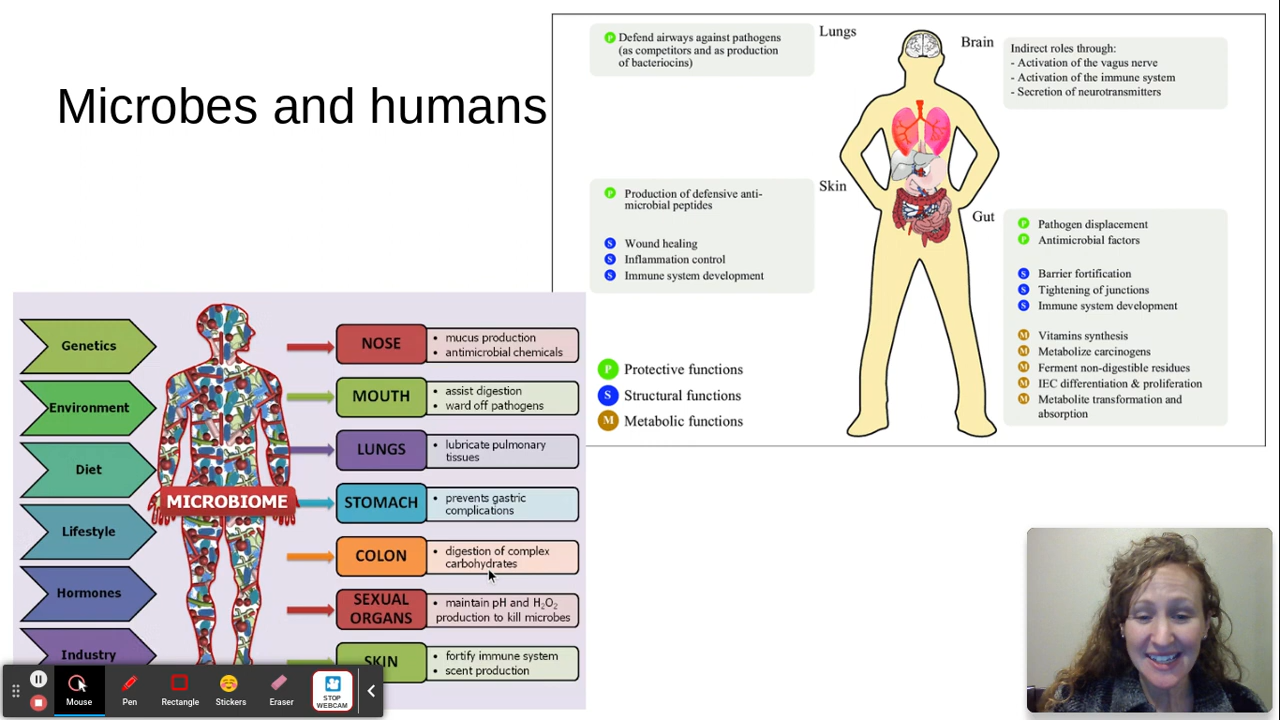 Microbes and humans
Defend airways against pathogens
(as competitors and as production
of bacteriocins)
Lungs
Brain
Indirect roles through:
- Activation of the vagus nerve
- Activation of the immune system
- Secretion of neurotransmitters
Skin
P Production of defensive anti-
microbial peptides
S Wound healing
S Inflammation control
S Immune system development
Gut
P Pathogen displacement
P Antimicrobial factors
S Barrier fortification
S Tightening of junctions
S Immune system development
M Vitamins synthesis
M Metabolize carcinogens
M Ferment non-digestible residues
M IEC differentiation & proliferation
M Metabolite transformation and
absorption
P Protective functions
S Structural functions
M Metabolic functions
Genetics
Environment
Diet
Lifestyle
Hormones
Industry
MICROBIOME
NOSE
• mucus production
• antimicrobial chemicals
MOUTH
• assist digestion
• ward off pathogens
LUNGS
• lubricate pulmonary
tissues
STOMACH
• prevents gastric
complications
COLON
• digestion of complex
carbohydrates
SEXUAL
ORGANS
• maintain pH and H₂O₂
production to kill microbes
SKIN
• fortify immune system
• scent production
Mouse
Pen
Rectangle
Stickers
Eraser
STOP
WEBCAM